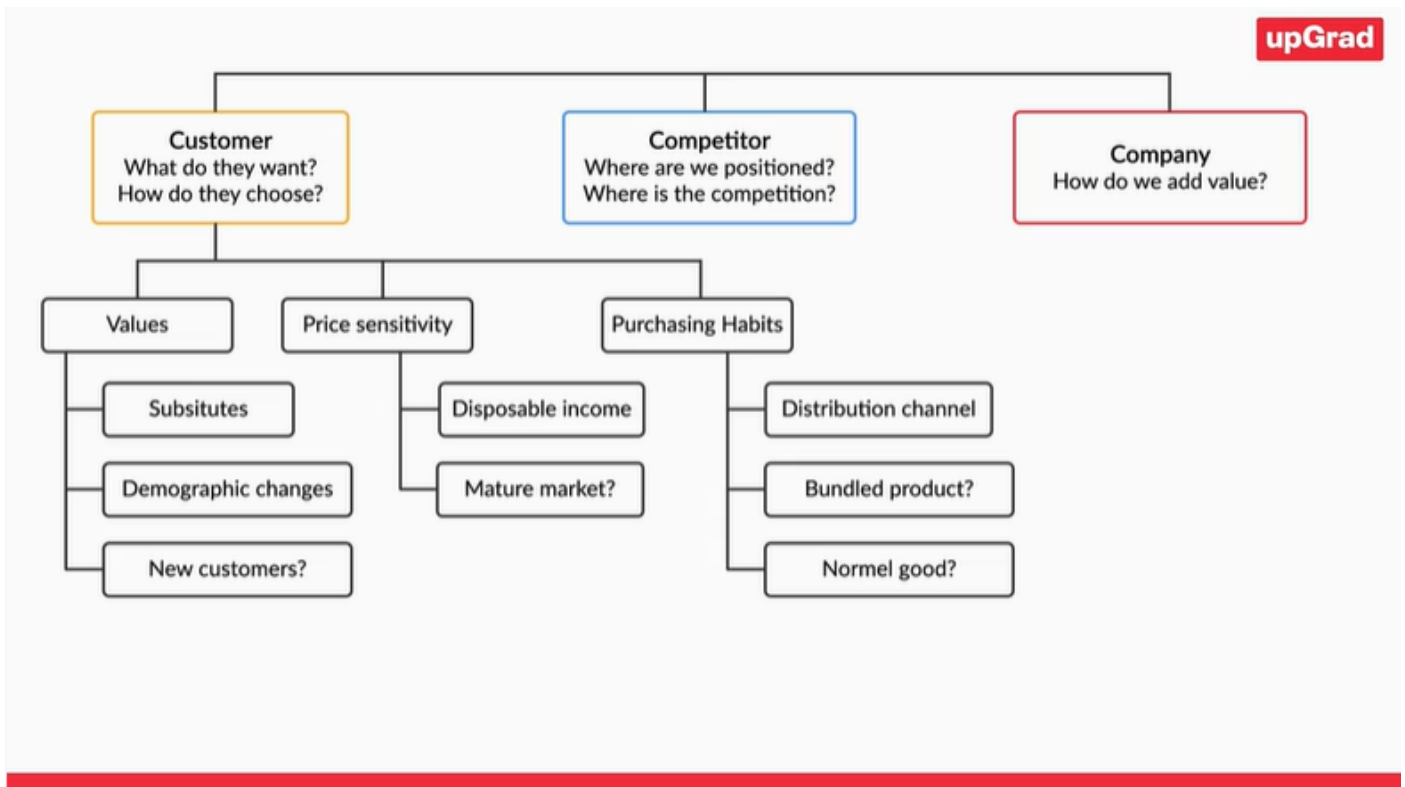 upGrad
Customer
What do they want?
How do they choose?
Competitor
Where are we positioned?
Where is the competition?
Company
How do we add value?
Values
Price sensitivity
Purchasing Habits
Subsitutes
Disposable income
Distribution channel
Demographic changes
Mature market?
Bundled product?
New customers?
Normel good?